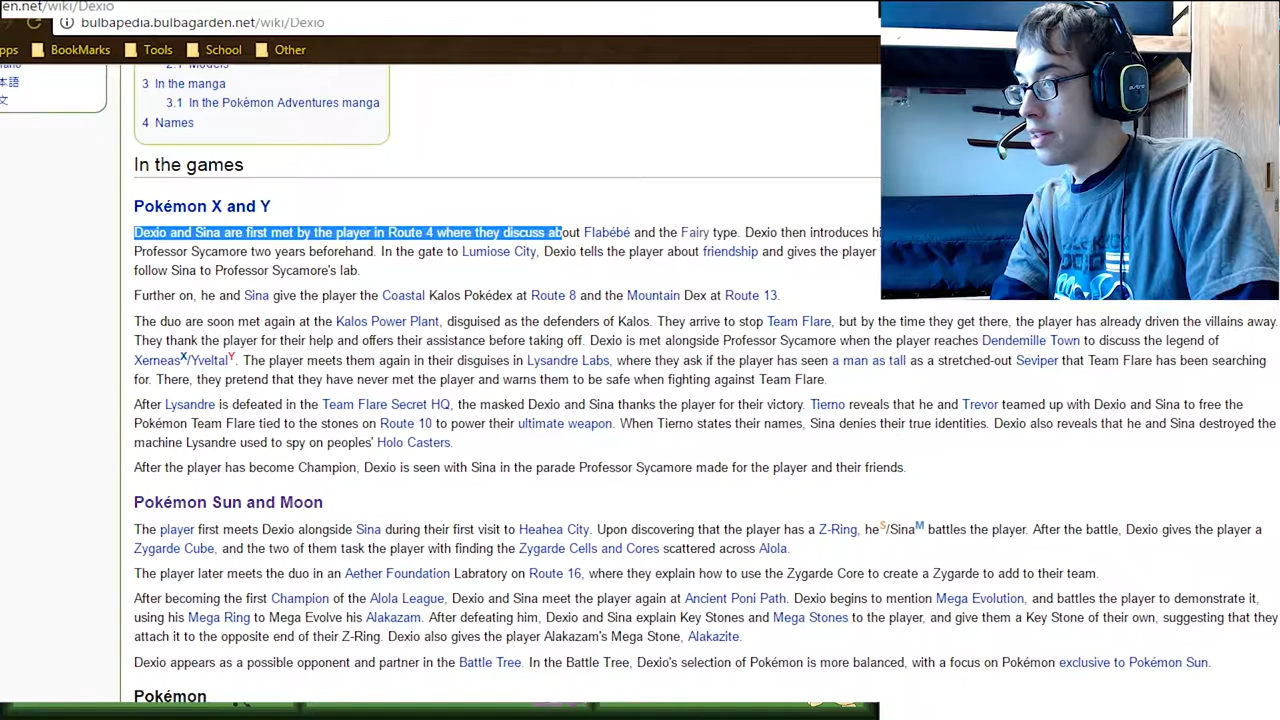 en.wiki/Dexio
bulbapedia.bulbagarden.net/wiki/Dexio
pps BookMarks Tools School Other
本語
文
3 In the manga
3.1 In the Pokémon Adventures manga
4 Names
In the games
Pokémon X and Y
Dexio and Sina are first met by the player in Route 4 where they discuss about Flabébé and the Fairy type. Dexio then introduces hi
Professor Sycamore two years beforehand. In the gate to Lumiose City, Dexio tells the player about friendship and gives the player
follow Sina to Professor Sycamore's lab.
Further on, he and Sina give the player the Coastal Kalos Pokédex at Route 8 and the Mountain Dex at Route 13.
The duo are soon met again at the Kalos Power Plant, disguised as the defenders of Kalos. They arrive to stop Team Flare, but by the time they get there, the player has already driven the villains away.
They thank the player for their help and offers their assistance before taking off. Dexio is met alongside Professor Sycamore when the player reaches Dendemille Town to discuss the legend of
XerneasX/YveltalY. The player meets them again in their disguises in Lysandre Labs, where they ask if the player has seen a man as tall as a stretched-out Seviper that Team Flare has been searching
for. There, they pretend that they have never met the player and warns them to be safe when fighting against Team Flare.
After Lysandre is defeated in the Team Flare Secret HQ, the masked Dexio and Sina thanks the player for their victory. Tierno reveals that he and Trevor teamed up with Dexio and Sina to free the
Pokémon Team Flare tied to the stones on Route 10 to power their ultimate weapon. When Tierno states their names, Sina denies their true identities. Dexio also reveals that he and Sina destroyed the
machine Lysandre used to spy on peoples' Holo Casters.
After the player has become Champion, Dexio is seen with Sina in the parade Professor Sycamore made for the player and their friends.
Pokémon Sun and Moon
The player first meets Dexio alongside Sina during their first visit to Heahea City. Upon discovering that the player has a Z-Ring, heS/SinaM battles the player. After the battle, Dexio gives the player a
Zygarde Cube, and the two of them task the player with finding the Zygarde Cells and Cores scattered across Alola.
The player later meets the duo in an Aether Foundation Labratory on Route 16, where they explain how to use the Zygarde Core to create a Zygarde to add to their team.
After becoming the first Champion of the Alola League, Dexio and Sina meet the player again at Ancient Poni Path. Dexio begins to mention Mega Evolution, and battles the player to demonstrate it,
using his Mega Ring to Mega Evolve his Alakazam. After defeating him, Dexio and Sina explain Key Stones and Mega Stones to the player, and give them a Key Stone of their own, suggesting that they
attach it to the opposite end of their Z-Ring. Dexio also gives the player Alakazam's Mega Stone, Alakazite.
Dexio appears as a possible opponent and partner in the Battle Tree. In the Battle Tree, Dexio's selection of Pokémon is more balanced, with a focus on Pokémon exclusive to Pokémon Sun.
Pokémon